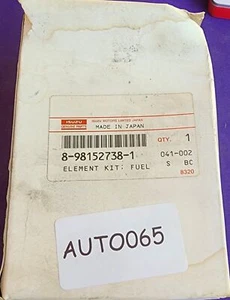 ISUZU
GENUINE PARTS
ISUZU MOTORS LIMITED JAPAN
MADE IN JAPAN
QTY. 1
8-98152738-1 041-002
ELEMENT KIT; FUEL S BC
8320
AUTO065